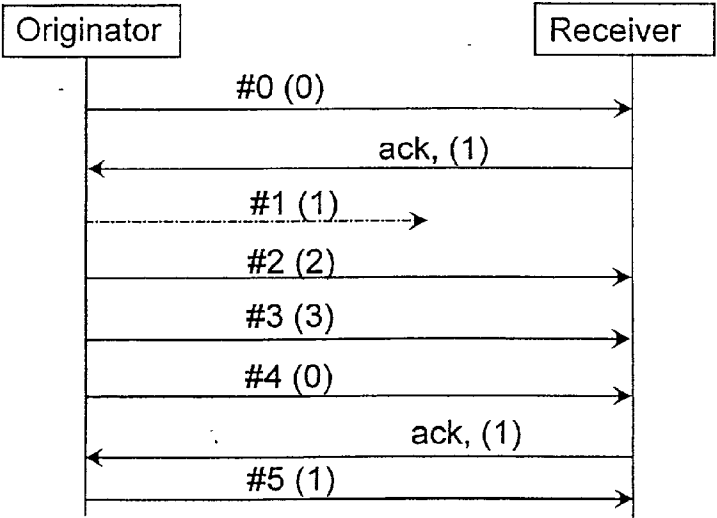 Originator
Receiver
#0 (0)
ack, (1)
#1 (1)
#2 (2)
#3 (3)
#4 (0)
ack, (1)
#5 (1)